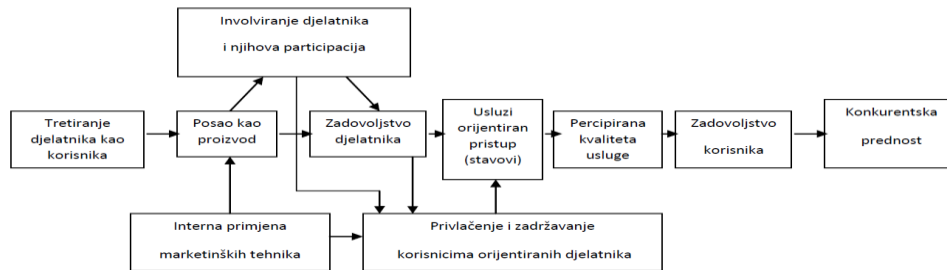 Involviranje djelatnika
i njihova participacija
Tretiranje
djelatnika kao
korisnika
Posao kao
proizvod
Zadovoljstvo
djelatnika
Usluzi
orijentiran
pristup
(stavovi)
Percipirana
kvaliteta
usluge
Zadovoljstvo
korisnika
Konkurentska
prednost
Interna primjena
marketinških tehnika
Privlačenje i zadržavanje
korisnicima orijentiranih djelatnika